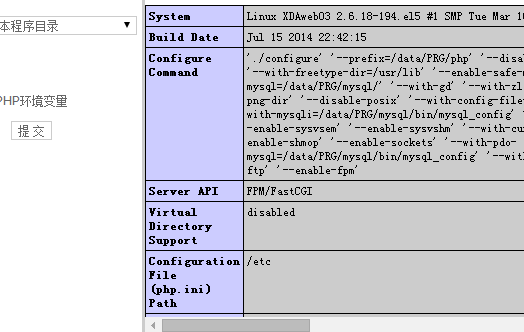 本程序目录
PHP环境变量
提 交
System Linux XDAweb03 2.6.18-194.el5 #1 SMP Tue Mar 16
Build Date Jul 15 2014 22:42:15
Configure './configure' '--prefix=/data/PRG/php' '--disa
Command '--with-freetype-dir=/usr/lib' '--enable-safe-m
mysql=/data/PRG/mysql/' '--with-gd' '--with-zl
png-dir' '--disable-posix' '--with-config-file
with-mysqli=/data/PRG/mysql/bin/mysql_config'
-enable-sysvsem' '--enable-sysvshm' '--with-cu
enable-shmop' '--enable-sockets' '--with-pdo-
mysql=/data/PRG/mysql/bin/mysql_config' '--wit
ftp' '--enable-fpm'
Server API FPM/FastCGI
Virtual disabled
Directory
Support
Configuration /etc
File
(php.ini)
Path